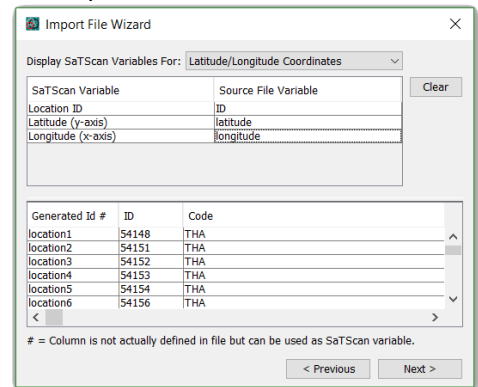 Import File Wizard
Display SaTScan Variables For: Latitude/Longitude Coordinates
Clear
SaTScan Variable Source File Variable
Location ID ID
Latitude (y-axis) latitude
Longitude (x-axis) longitude
Generated Id # ID Code
location1 54148 THA
location2 54151 THA
location3 54152 THA
location4 54153 THA
location5 54154 THA
location6 54156 THA
# = Column is not actually defined in file but can be used as SaTScan variable.
< Previous Next >